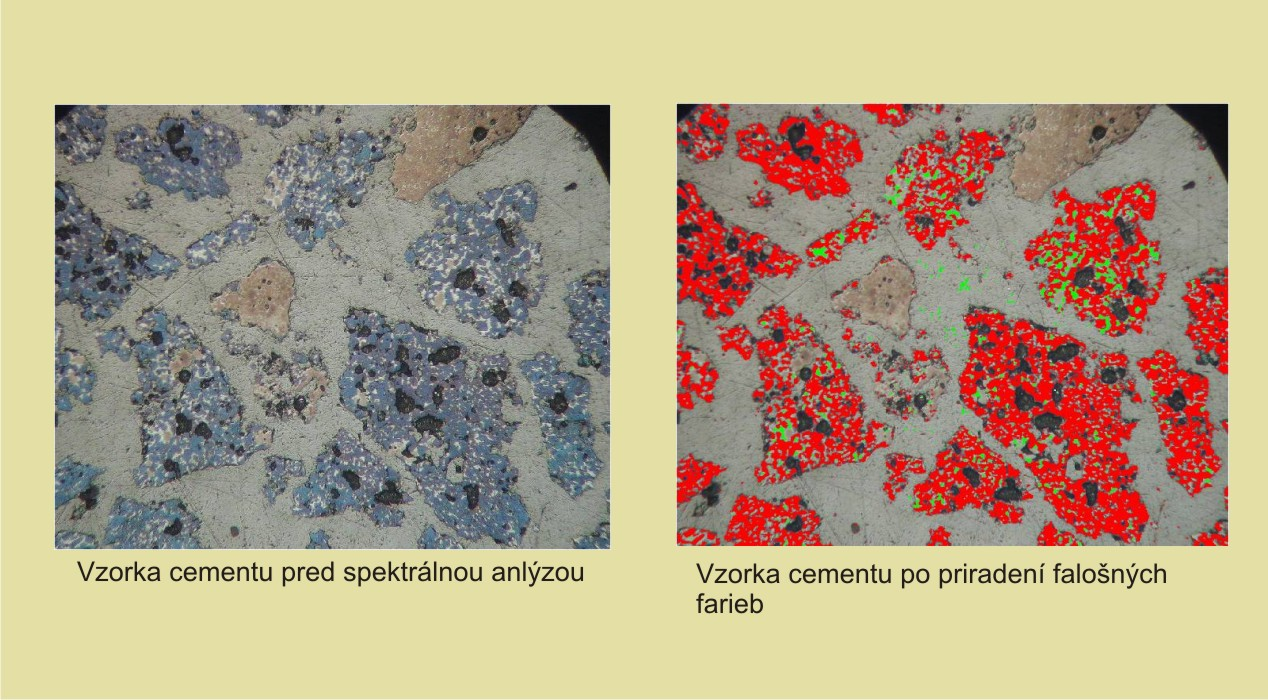 Vzorka cementu pred spektrálnou anlýzou
Vzorka cementu po priradení falošných
farieb